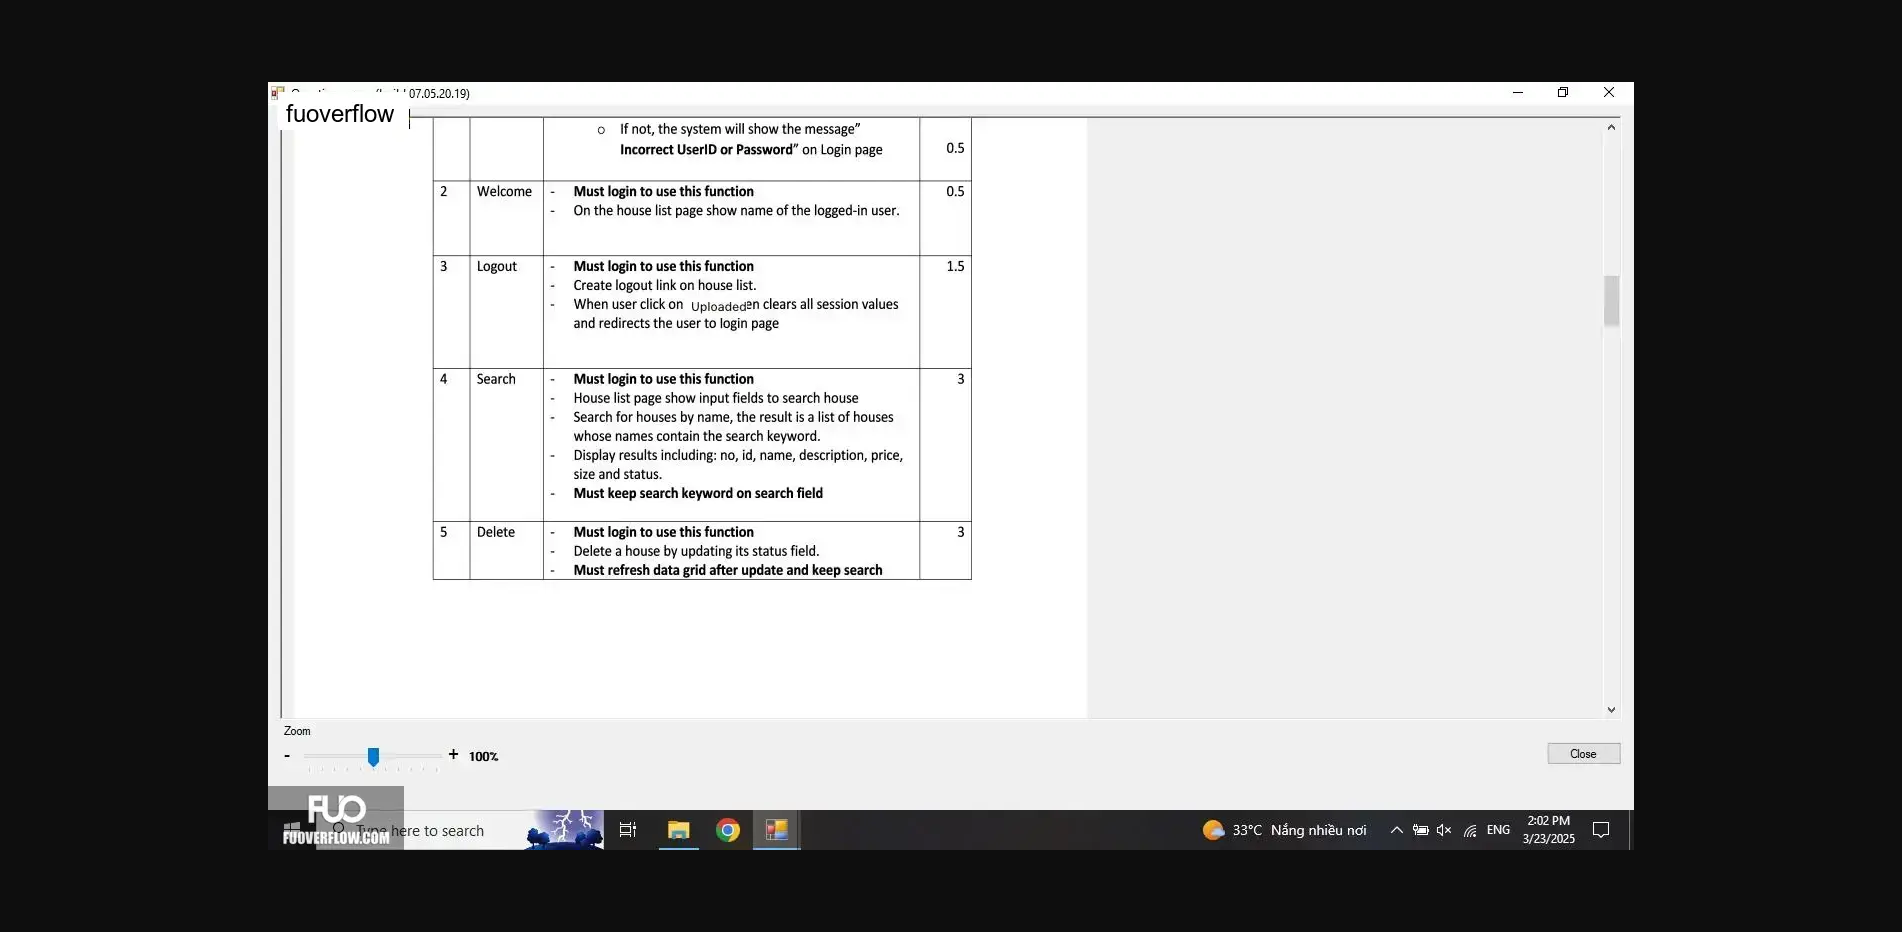 07.05.20.19)
fuoverflow
o If not, the system will show the message”
Incorrect UserID or Password” on Login page
0.5
2 Welcome - Must login to use this function 0.5
- On the house list page show name of the logged-in user.
3 Logout - Must login to use this function 1.5
- Create logout link on house list.
- When user click on Uploaded en clears all session values
and redirects the user to login page
4 Search - Must login to use this function 3
- House list page show input fields to search house
- Search for houses by name, the result is a list of houses
whose names contain the search keyword.
- Display results including: no, id, name, description, price,
size and status.
- Must keep search keyword on search field
5 Delete - Must login to use this function 3
- Delete a house by updating its status field.
- Must refresh data grid after update and keep search
Zoom
- + 100%
Close
FUO
FUOVERFLOW.COM
Type here to search
33°C Nắng nhiều nơi
ENG
2:02 PM
3/23/2025